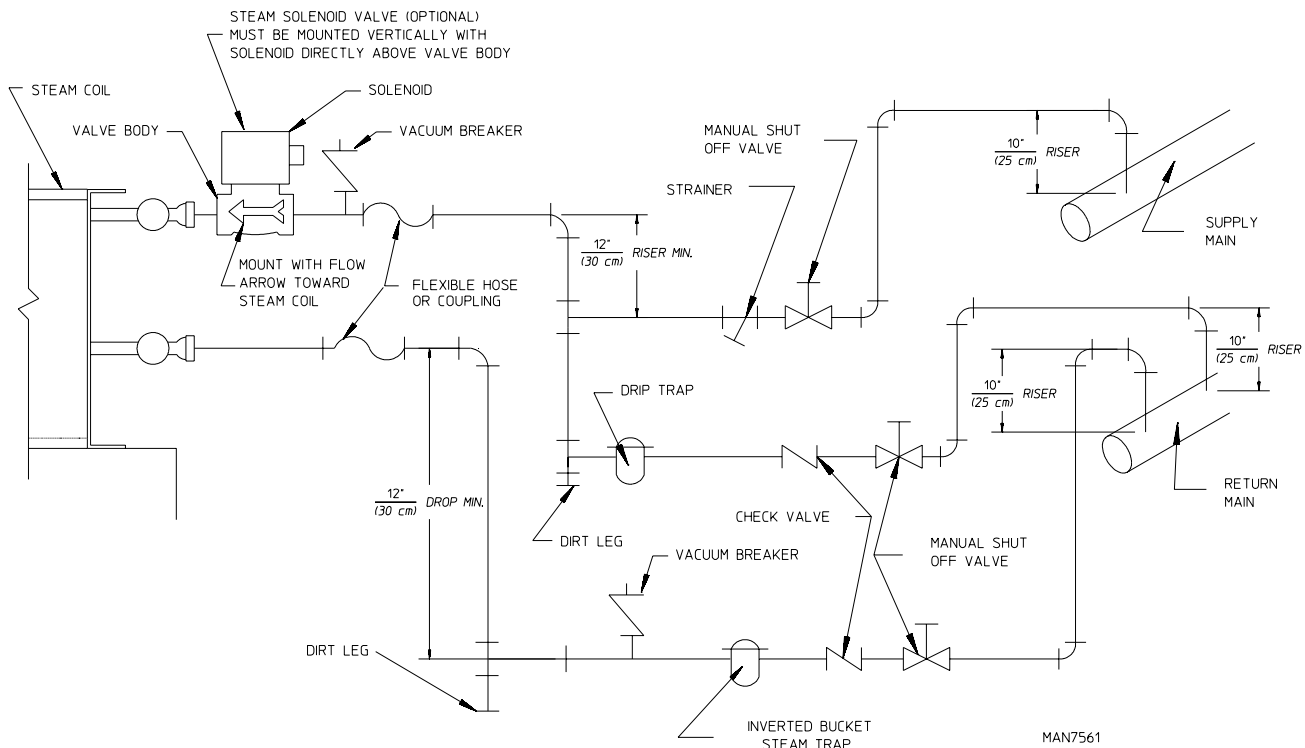 STEAM SOLENOID VALVE (OPTIONAL)
MUST BE MOUNTED VERTICALLY WITH
SOLENOID DIRECTLY ABOVE VALVE BODY
STEAM COIL
SOLENOID
VALVE BODY
VACUUM BREAKER
MANUAL SHUT
OFF VALVE
10"
(25 cm) RISER
STRAINER
SUPPLY
MAIN
12"
(30 cm) RISER MIN.
MOUNT WITH FLOW
ARROW TOWARD
STEAM COIL
FLEXIBLE HOSE
OR COUPLING
10"
(25 cm) RISER
10"
(25 cm) RISER
DRIP TRAP
RETURN
MAIN
12"
(30 cm) DROP MIN.
CHECK VALVE
DIRT LEG
VACUUM BREAKER
MANUAL SHUT
OFF VALVE
DIRT LEG
INVERTED BUCKET
STEAM TRAP
MAN7561